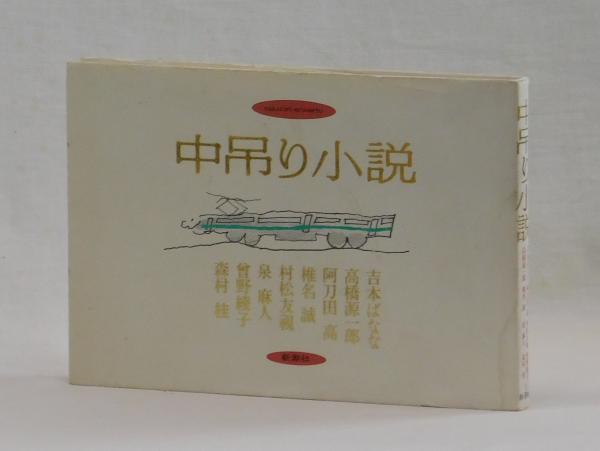 中吊り小説
吉本ばなな
高橋源一郎
阿刀田 高
椎名 誠
村松友視
泉 麻人
曾野綾子
森村 桂
新潮社
中吊り小説